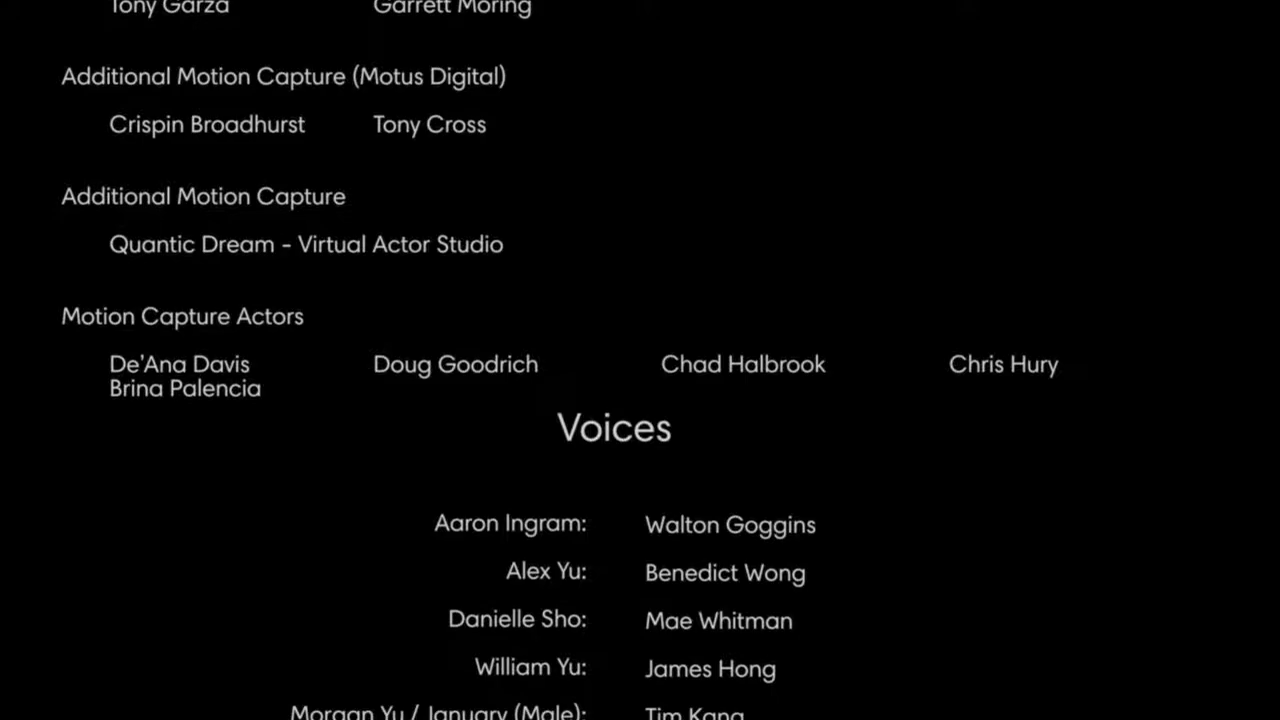 Tony Garza Garrett Moring
Additional Motion Capture (Motus Digital)
Crispin Broadhurst Tony Cross
Additional Motion Capture
Quantic Dream - Virtual Actor Studio
Motion Capture Actors
De'Ana Davis Doug Goodrich Chad Halbrook Chris Hury
Brina Palencia
Voices
Aaron Ingram: Walton Goggins
Alex Yu: Benedict Wong
Danielle Sho: Mae Whitman
William Yu: James Hong
Morgan Yu / January (Male): Tim Kang